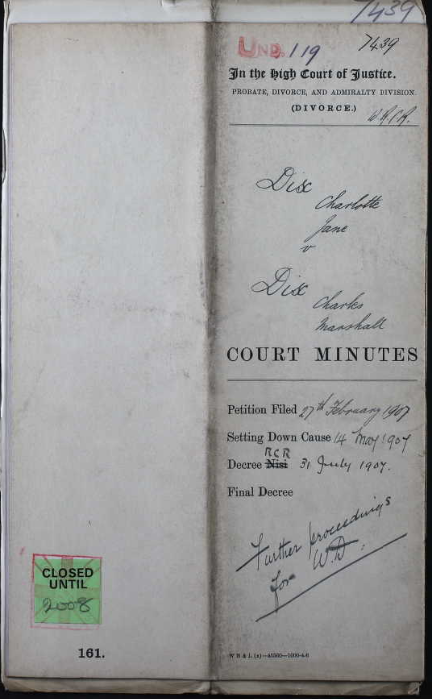 7439
UND. 119
7439
In the High Court of Justice.
PROBATE, DIVORCE, AND ADMIRALTY DIVISION.
(DIVORCE.)
Dix
Charlotte
Jane
v
Dix
Charles
Marshall
COURT MINUTES
Petition Filed 27th February 1907
Setting Down Cause 14 May 1907
RCR
Decree Nisi 31 July 1907.
Final Decree
Further proceedings
for W.D.
CLOSED
UNTIL
2008
161.